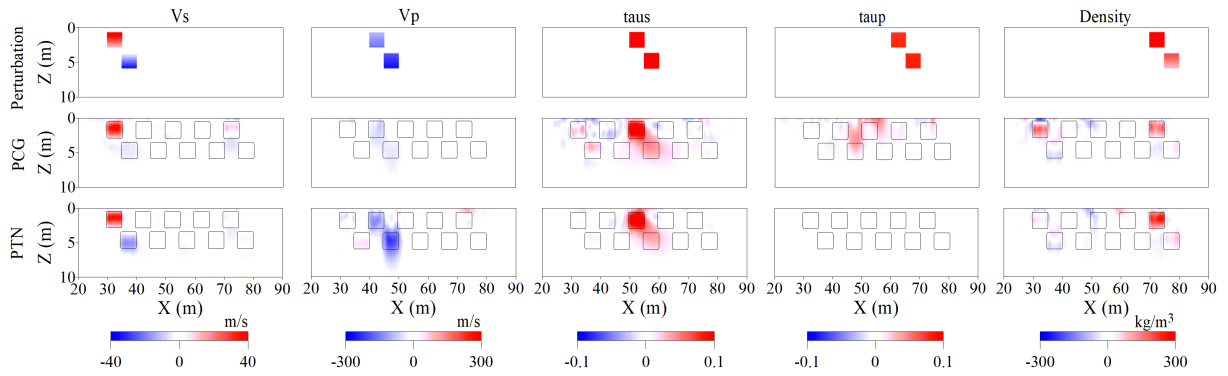 Vs Vp taus taup Density
Perturbation Z (m) 0 5 10
PCG Z (m) 0 5 10
PTN Z (m) 0 5 10
20 30 40 50 60 70 80 90 20 30 40 50 60 70 80 90 20 30 40 50 60 70 80 90 20 30 40 50 60 70 80 90 20 30 40 50 60 70 80 90
X (m) X (m) X (m) X (m) X (m)
m/s m/s kg/m³
-40 0 40 -300 0 300 -0.1 0 0.1 -0.1 0 0.1 -300 0 300